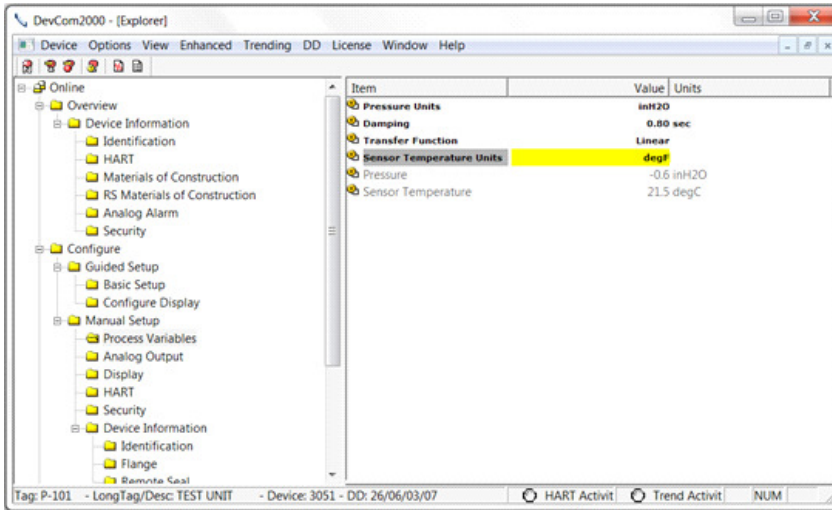 DevCom2000 - [Explorer]
Device Options View Enhanced Trending DD License Window Help
Online
Overview
Device Information
Identification
HART
Materials of Construction
RS Materials of Construction
Analog Alarm
Security
Configure
Guided Setup
Basic Setup
Configure Display
Manual Setup
Process Variables
Analog Output
Display
HART
Security
Device Information
Identification
Flange
Remote Seal
Item Value Units
Pressure Units inH2O
Damping 0.80 sec
Transfer Function Linear
Sensor Temperature Units degF
Pressure -0.6 inH2O
Sensor Temperature 21.5 degC
Tag: P-101 - LongTag/Desc: TEST UNIT - Device: 3051 - DD: 26/06/03/07 HART Activit Trend Activit NUM